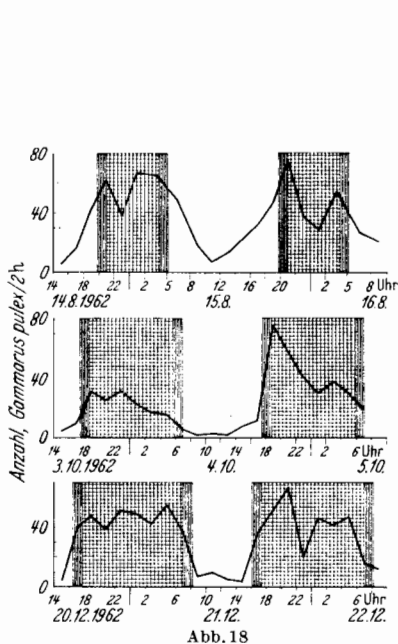 Anzahl, Gammarus pulex/2h
80
40
0
14 18 22 2 5 8 12 15 18 20 22 2 5 8 Uhr
14.8.1962 15.8. 16.8.
80
40
0
14 18 22 2 6 10 14 18 22 2 6 Uhr
3.10.1962 4.10. 5.10.
40
0
14 18 22 2 6 10 14 18 22 2 6 Uhr
20.12.1962 21.12. 22.12.
Abb. 18